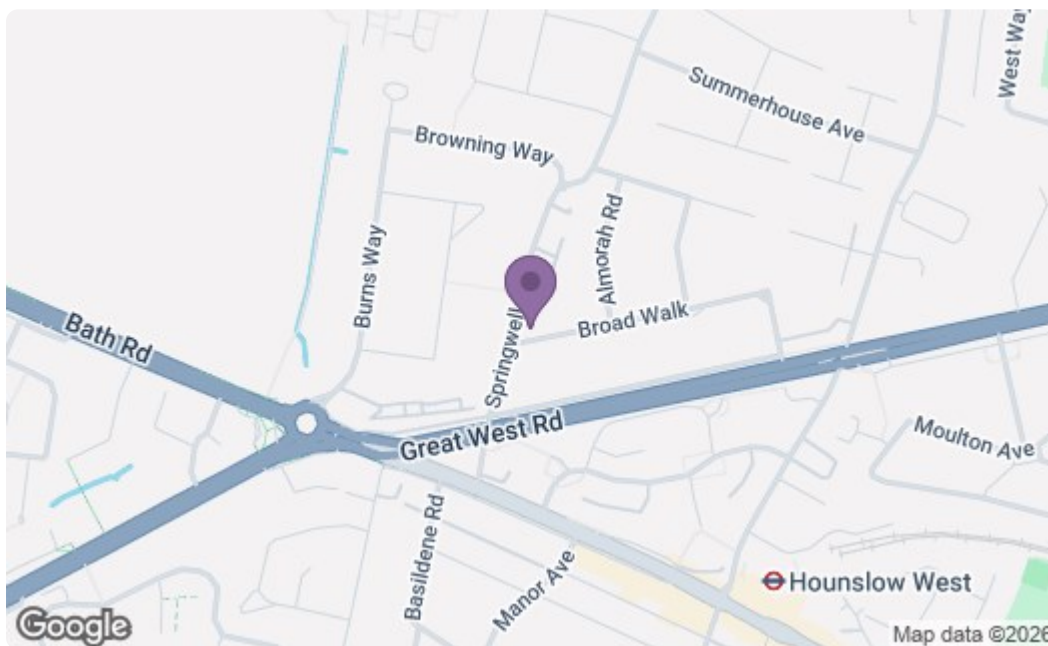 West Way
Summerhouse Ave
Browning Way
Almorah Rd
Burns Way
Bath Rd
Springwell
Broad Walk
Great West Rd
Moulton Ave
Basildene Rd
Manor Ave
Hounslow West
Google
Map data ©2026